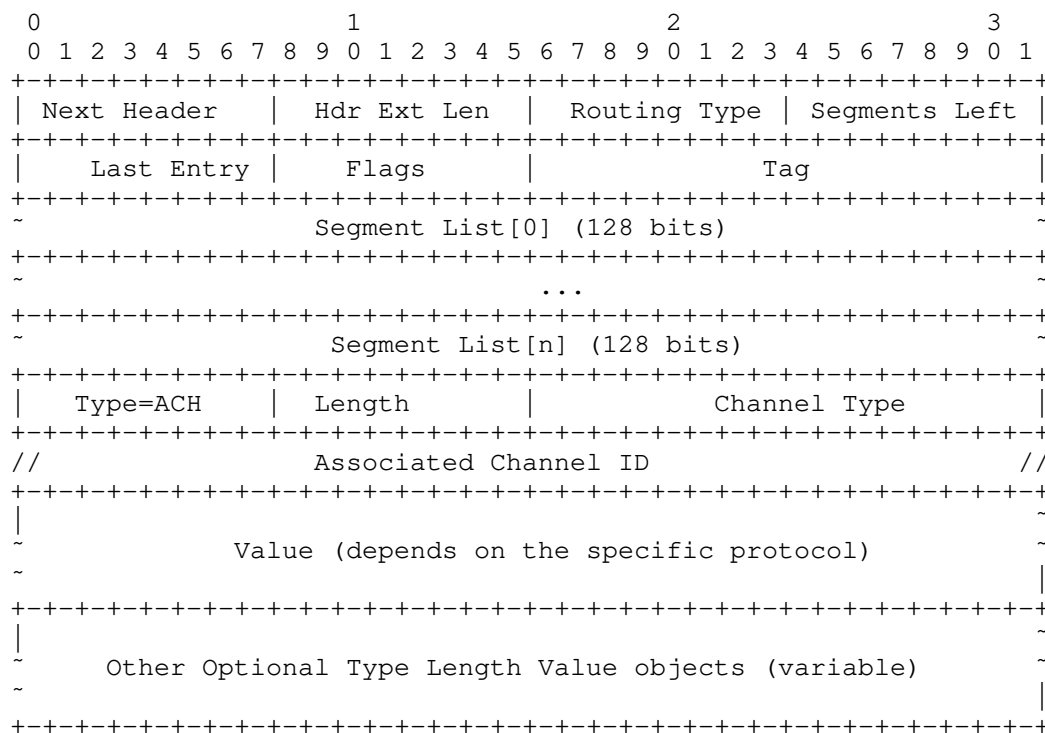 0                   1                   2                   3
 0 1 2 3 4 5 6 7 8 9 0 1 2 3 4 5 6 7 8 9 0 1 2 3 4 5 6 7 8 9 0 1
+-+-+-+-+-+-+-+-+-+-+-+-+-+-+-+-+-+-+-+-+-+-+-+-+-+-+-+-+-+-+-+-+
| Next Header   |  Hdr Ext Len  |  Routing Type | Segments Left |
+-+-+-+-+-+-+-+-+-+-+-+-+-+-+-+-+-+-+-+-+-+-+-+-+-+-+-+-+-+-+-+-+
|    Last Entry |    Flags      |              Tag              |
+-+-+-+-+-+-+-+-+-+-+-+-+-+-+-+-+-+-+-+-+-+-+-+-+-+-+-+-+-+-+-+-+
~                  Segment List[0] (128 bits)                   ~
+-+-+-+-+-+-+-+-+-+-+-+-+-+-+-+-+-+-+-+-+-+-+-+-+-+-+-+-+-+-+-+-+
~                                ...                            ~
+-+-+-+-+-+-+-+-+-+-+-+-+-+-+-+-+-+-+-+-+-+-+-+-+-+-+-+-+-+-+-+-+
~                   Segment List[n] (128 bits)                  ~
+-+-+-+-+-+-+-+-+-+-+-+-+-+-+-+-+-+-+-+-+-+-+-+-+-+-+-+-+-+-+-+-+
|   Type=ACH    |  Length       |           Channel Type        |
+-+-+-+-+-+-+-+-+-+-+-+-+-+-+-+-+-+-+-+-+-+-+-+-+-+-+-+-+-+-+-+-+
//                 Associated Channel ID                       //
+-+-+-+-+-+-+-+-+-+-+-+-+-+-+-+-+-+-+-+-+-+-+-+-+-+-+-+-+-+-+-+-+
|                                                               ~
~             Value (depends on the specific protocol)          ~
~                                                               |
+-+-+-+-+-+-+-+-+-+-+-+-+-+-+-+-+-+-+-+-+-+-+-+-+-+-+-+-+-+-+-+-+
|                                                               ~
~     Other Optional Type Length Value objects (variable)       ~
~                                                               |
+-+-+-+-+-+-+-+-+-+-+-+-+-+-+-+-+-+-+-+-+-+-+-+-+-+-+-+-+-+-+-+-+